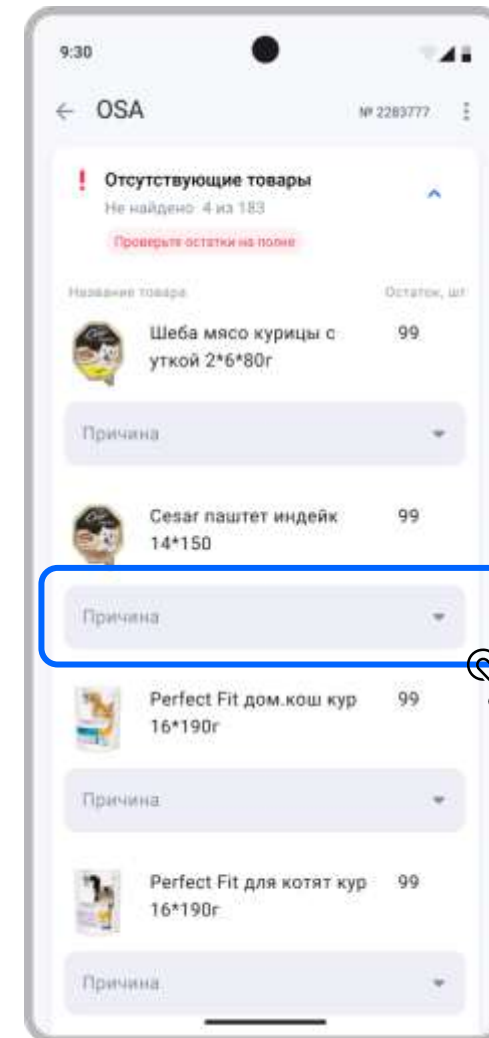 9:30
OSA
№ 2283777
Отсутствующие товары
Не найдено 4 из 183
Проверьте остатки на полке
Название товара
Остаток, шт
Шеба мясо курицы с
уткой 2*6*80г
99
Причина
Cesar паштет индейк
14*150
99
Причина
Perfect Fit дом.кош кур
16*190г
99
Причина
Perfect Fit для котят кур
16*190г
99
Причина